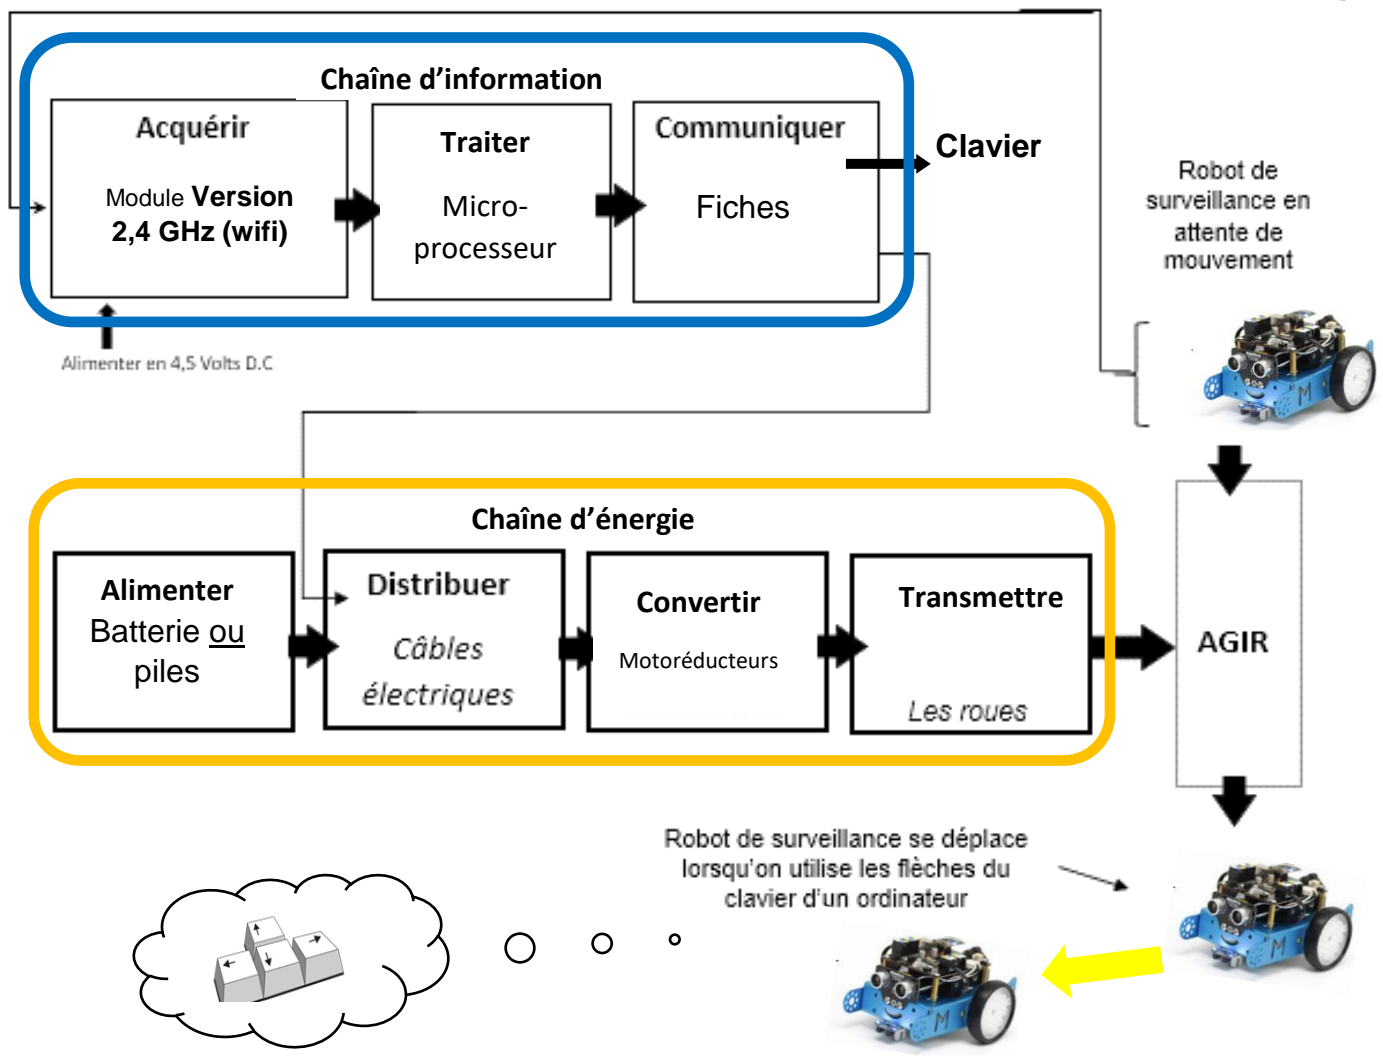 Chaîne d'information
Acquérir
Module Version
2,4 GHz (wifi)
Traiter
Micro-
processeur
Communiquer
Fiches
Clavier
Alimenter en 4,5 Volts D.C
Robot de
surveillance en
attente de
mouvement
Chaîne d'énergie
Alimenter
Batterie ou
piles
Distribuer
Câbles
électriques
Convertir
Motoréducteurs
Transmettre
Les roues
AGIR
Robot de surveillance se déplace
lorsqu'on utilise les flèches du
clavier d'un ordinateur
M
M
M